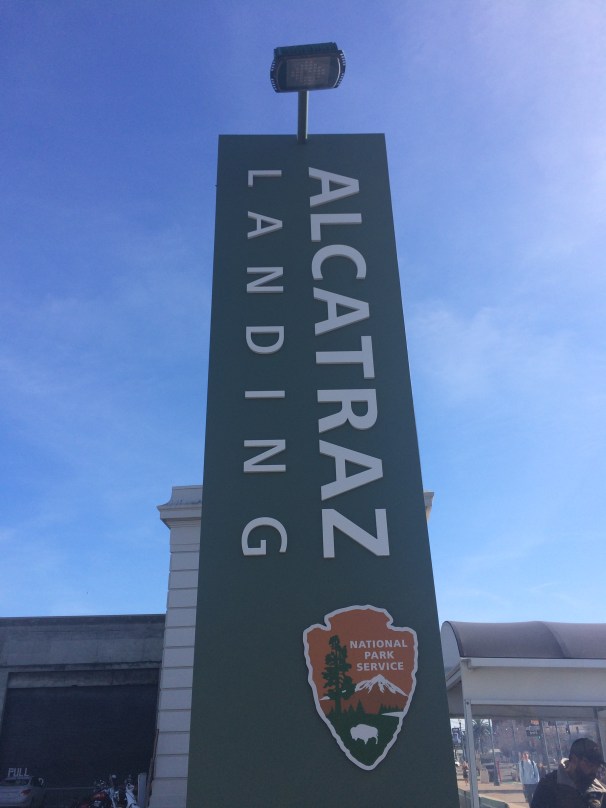 ALCATRAZ
LANDING
NATIONAL
PARK
SERVICE
PULL